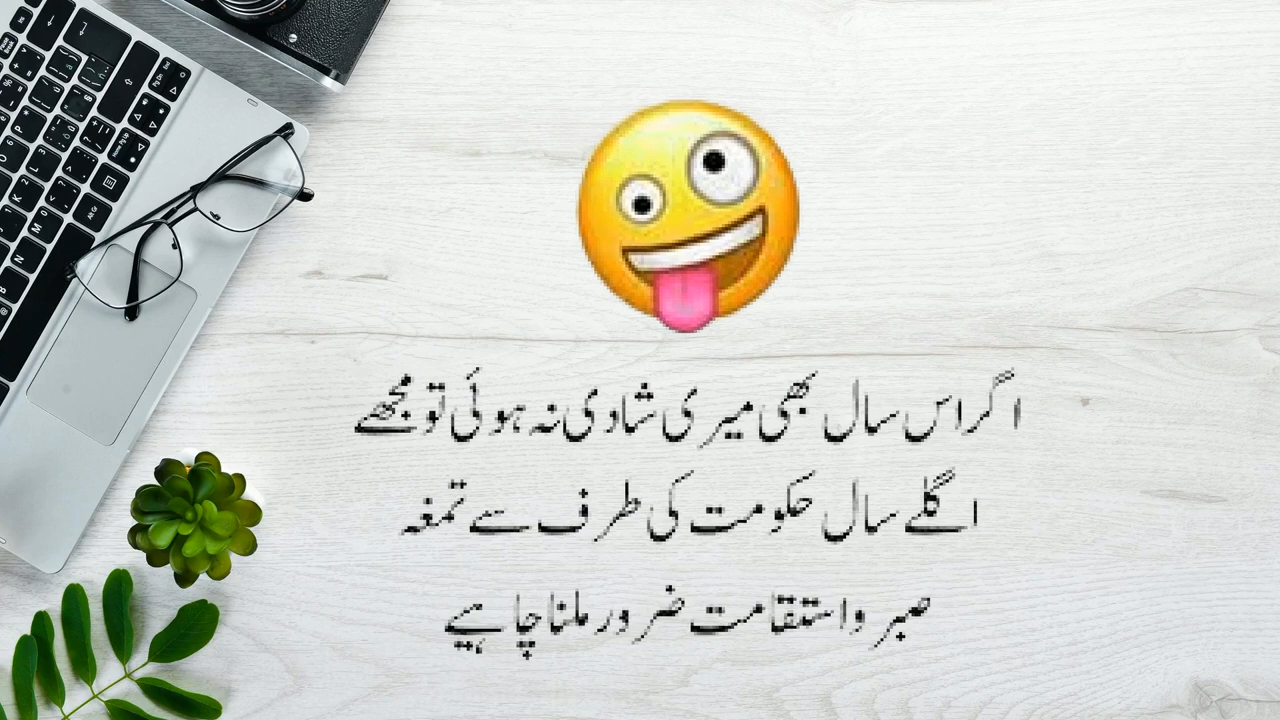 اگر اس سال بھی میری شادی نہ ہوئی تو مجھے
اگلے سال حکومت کی طرف سے تمغہ
صبر و استقامت ضرور ملنا چاہیے